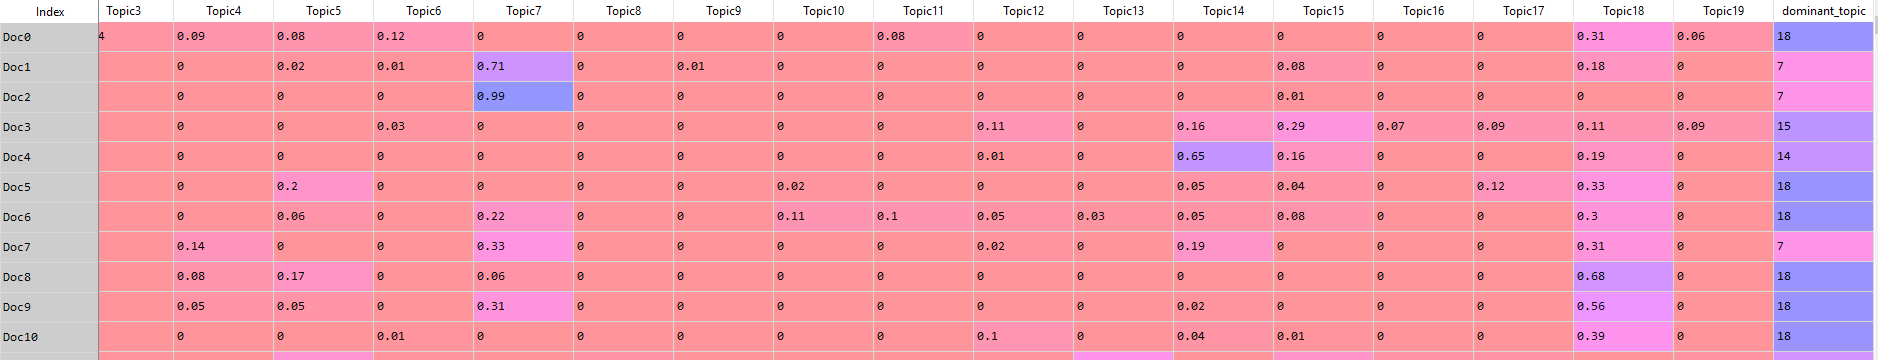 Index Topic3 Topic4 Topic5 Topic6 Topic7 Topic8 Topic9 Topic10 Topic11 Topic12 Topic13 Topic14 Topic15 Topic16 Topic17 Topic18 Topic19 dominant_topic
Doc0 4 0.09 0.08 0.12 0 0 0 0 0.08 0 0 0 0 0 0 0.31 0.06 18
Doc1 0 0.02 0.01 0.71 0 0.01 0 0 0 0 0 0.08 0 0 0.18 0 7
Doc2 0 0 0 0.99 0 0 0 0 0 0 0 0.01 0 0 0 0 7
Doc3 0 0 0.03 0 0 0 0 0 0.11 0 0.16 0.29 0.07 0.09 0.11 0.09 15
Doc4 0 0 0 0 0 0 0 0 0.01 0 0.65 0.16 0 0 0.19 0 14
Doc5 0 0.2 0 0 0 0 0.02 0 0 0 0.05 0.04 0 0.12 0.33 0 18
Doc6 0 0.06 0 0.22 0 0 0.11 0.1 0.05 0.03 0.05 0.08 0 0 0.3 0 18
Doc7 0.14 0 0 0.33 0 0 0 0 0.02 0 0.19 0 0 0 0.31 0 7
Doc8 0.08 0.17 0 0.06 0 0 0 0 0 0 0 0 0 0 0.68 0 18
Doc9 0.05 0.05 0 0.31 0 0 0 0 0 0 0.02 0 0 0 0.56 0 18
Doc10 0 0 0.01 0 0 0 0 0 0.1 0 0.04 0.01 0 0 0.39 0 18